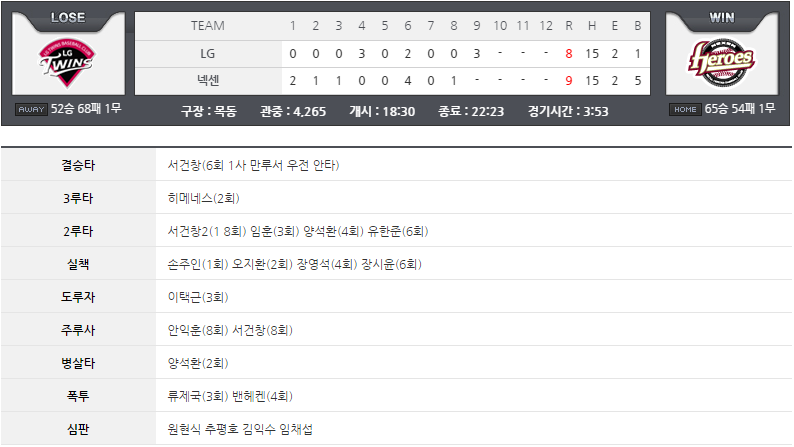 LOSE
LG TWINS BASEBALL CLUB
LG
TWINS
AWAY 52승 68패 1무
TEAM 1 2 3 4 5 6 7 8 9 10 11 12 R H E B
LG 0 0 0 3 0 2 0 0 3 - - - 8 15 2 1
넥센 2 1 1 0 0 4 0 1 - - - - 9 15 2 5
구장 : 목동 관중 : 4,265 개시 : 18:30 종료 : 22:23 경기시간 : 3:53
WIN
Heroes
HOME 65승 54패 1무
결승타 서건창(6회 1사 만루서 우전 안타)
3루타 히메네스(2회)
2루타 서건창2(1 8회) 임훈(3회) 양석환(4회) 유한준(6회)
실책 손주인(1회) 오지환(2회) 장영석(4회) 장시윤(6회)
도루자 이택근(3회)
주루사 안익훈(8회) 서건창(8회)
병살타 양석환(2회)
폭투 류제국(3회) 밴헤켄(4회)
심판 원현식 추평호 김익수 임채섭